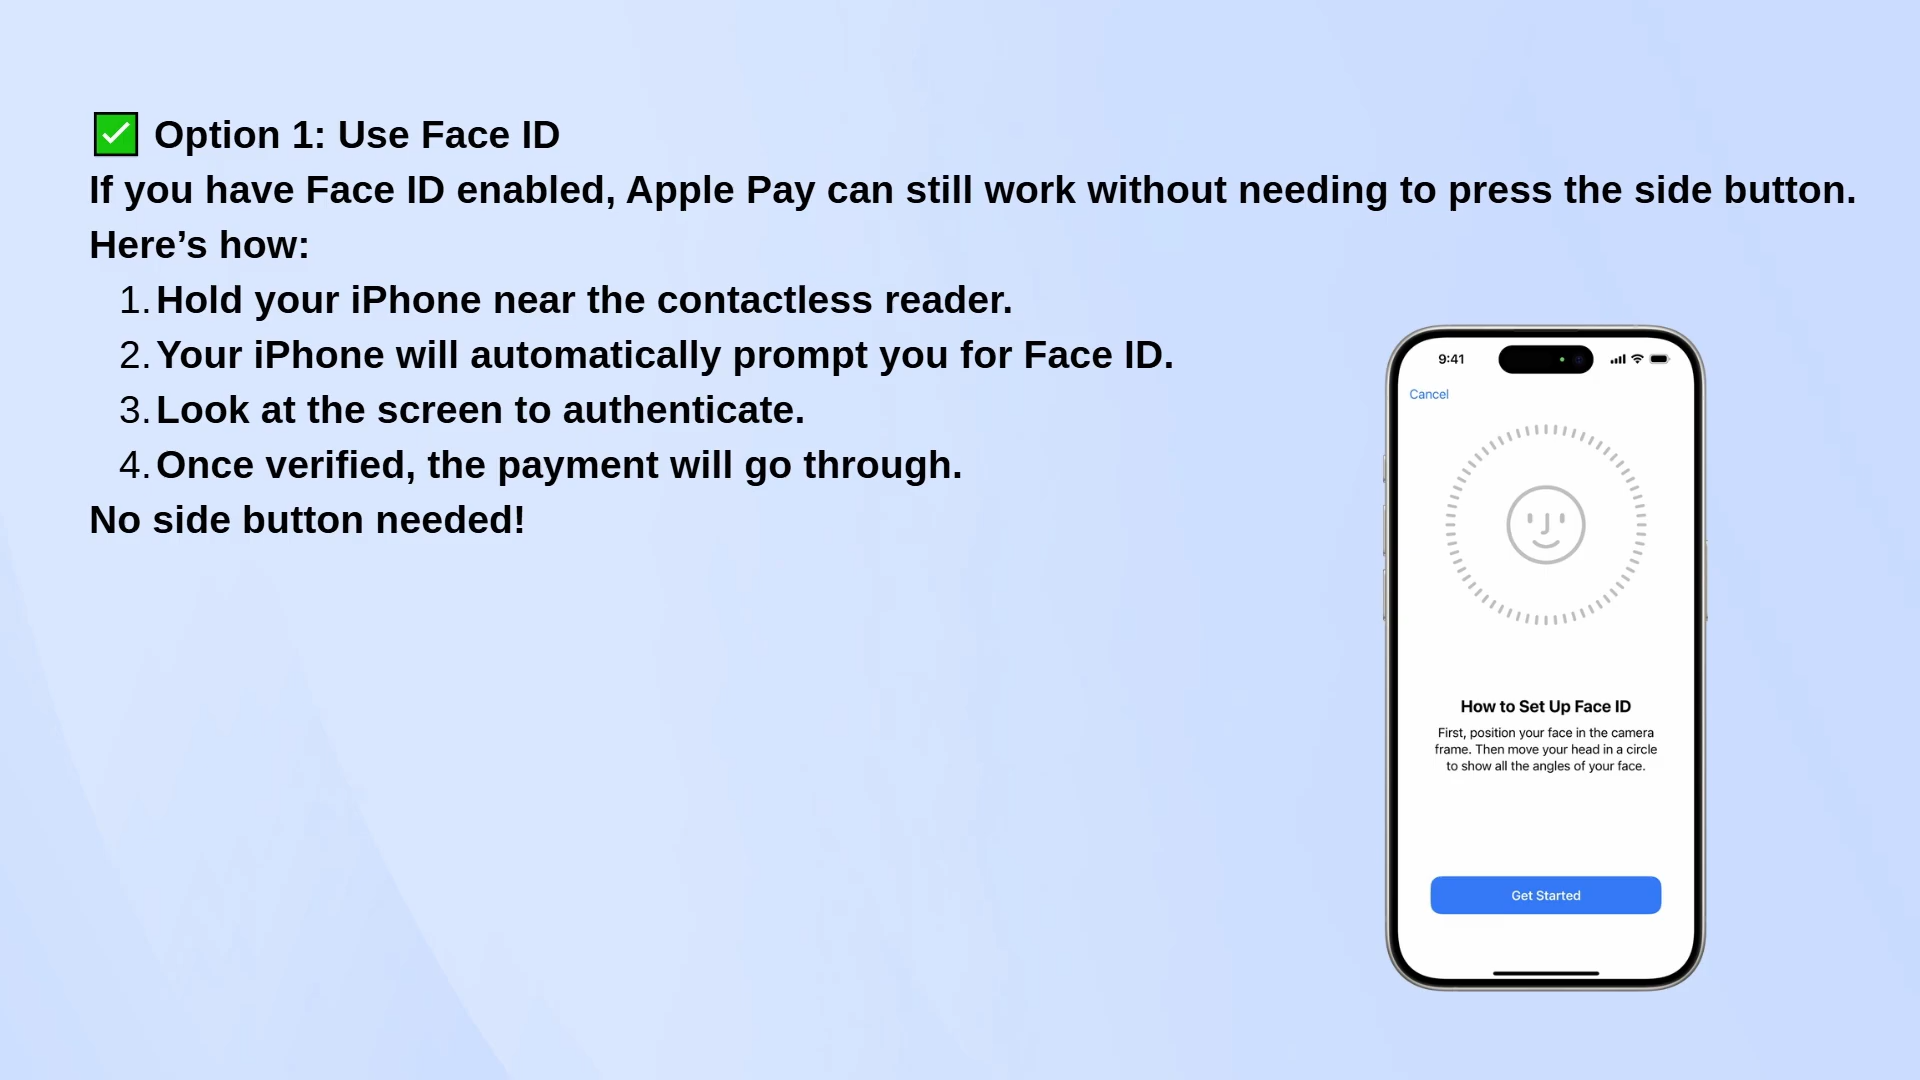 ✅ Option 1: Use Face ID
If you have Face ID enabled, Apple Pay can still work without needing to press the side button.
Here’s how:
1. Hold your iPhone near the contactless reader.
2. Your iPhone will automatically prompt you for Face ID.
3. Look at the screen to authenticate.
4. Once verified, the payment will go through.
No side button needed!
9:41
Cancel
How to Set Up Face ID
First, position your face in the camera
frame. Then move your head in a circle
to show all the angles of your face.
Get Started